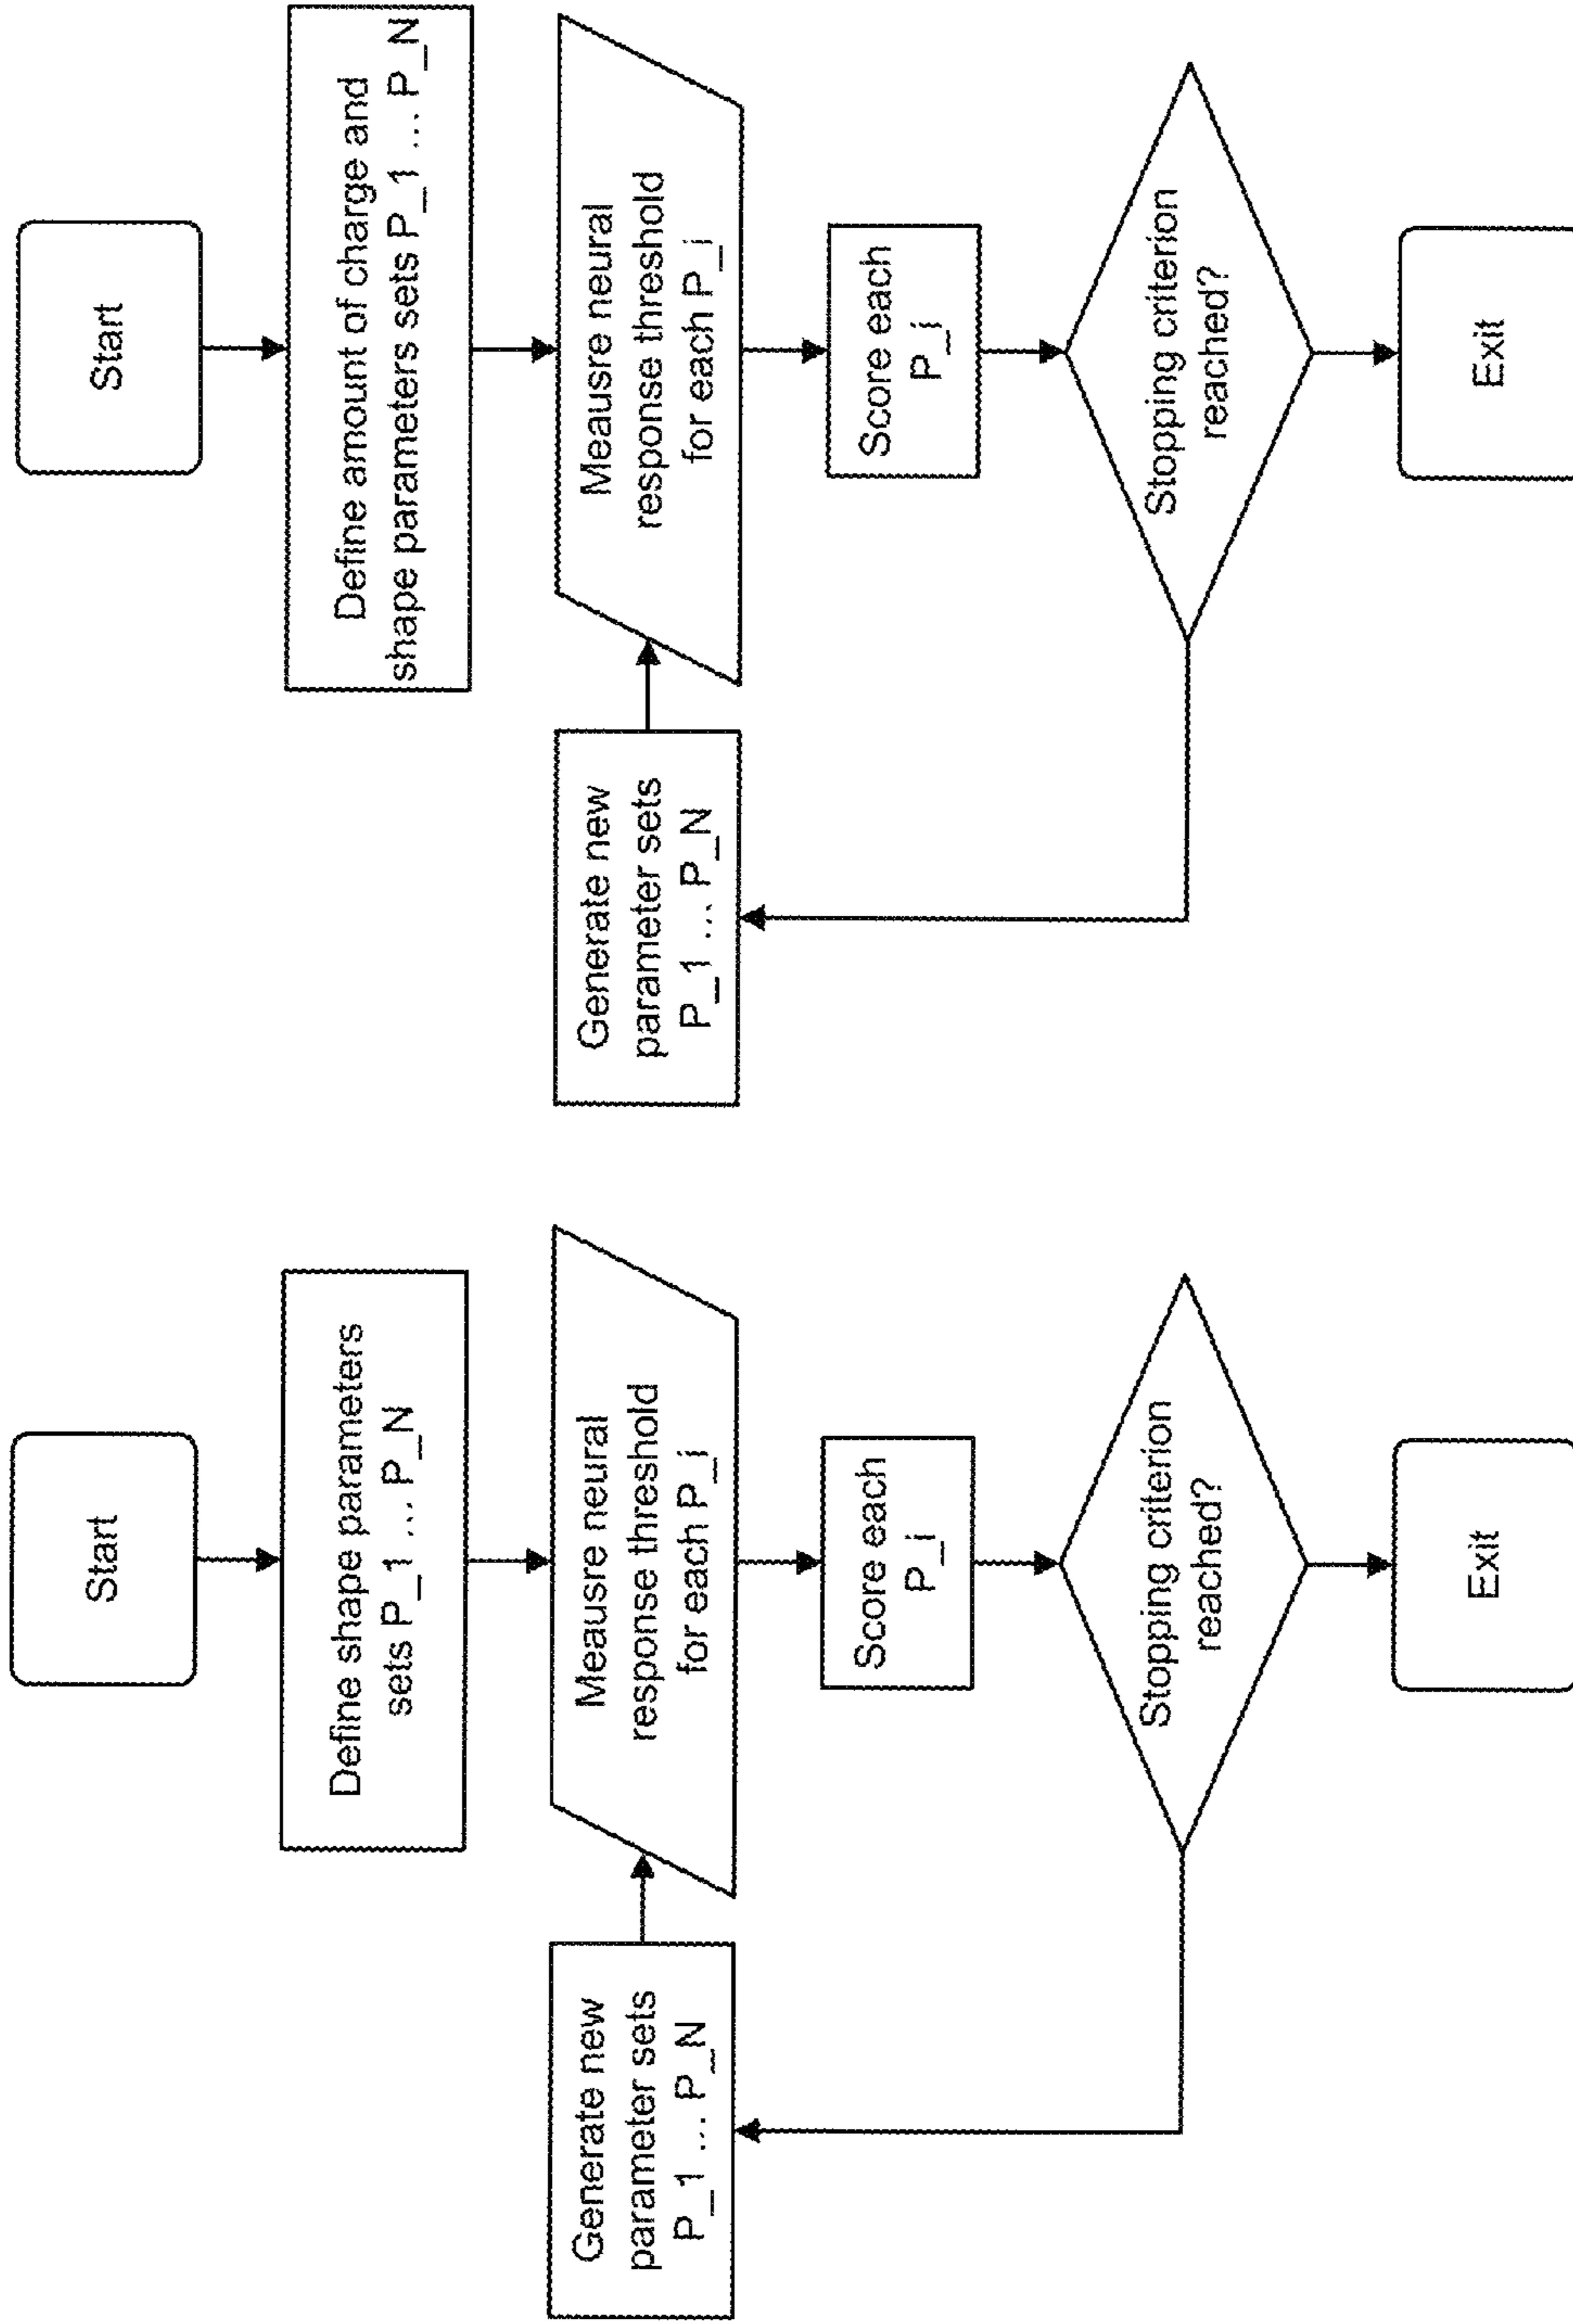 Start
Define shape parameters
sets P_1 ... P_N
Meausre neural
response threshold
for each P_i
Generate new
parameter sets
P_1 ... P_N
Score each
P_i
Stopping criterion
reached?
Exit
Start
Define amount of charge and
shape parameters sets P_1 ... P_N
Meausre neural
response threshold
for each P_i
Generate new
parameter sets
P_1 ... P_N
Score each
P_i
Stopping criterion
reached?
Exit